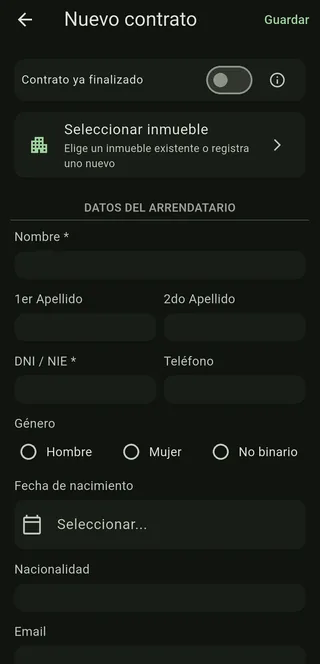 Nuevo contrato
Guardar
Contrato ya finalizado
Seleccionar inmueble
Elige un inmueble existente o registra
uno nuevo
DATOS DEL ARRENDATARIO
Nombre *
1er Apellido
2do Apellido
DNI / NIE *
Teléfono
Género
Hombre
Mujer
No binario
Fecha de nacimiento
Seleccionar...
Nacionalidad
Email